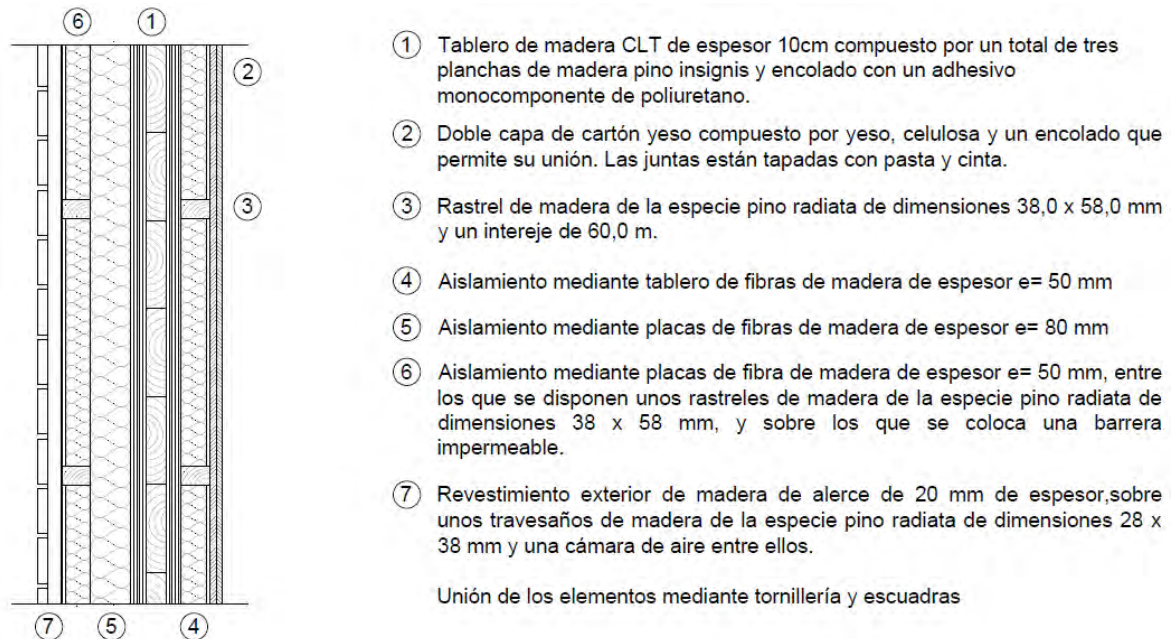 6
1
2
3
7
5
4
1 Tablero de madera CLT de espesor 10cm compuesto por un total de tres
planchas de madera pino insignis y encolado con un adhesivo
monocomponente de poliuretano.
2 Doble capa de cartón yeso compuesto por yeso, celulosa y un encolado que
permite su unión. Las juntas están tapadas con pasta y cinta.
3 Rastrel de madera de la especie pino radiata de dimensiones 38,0 x 58,0 mm
y un intereje de 60,0 m.
4 Aislamiento mediante tablero de fibras de madera de espesor e= 50 mm
5 Aislamiento mediante placas de fibras de madera de espesor e= 80 mm
6 Aislamiento mediante placas de fibra de madera de espesor e= 50 mm, entre
los que se disponen unos rastreles de madera de la especie pino radiata de
dimensiones 38 x 58 mm, y sobre los que se coloca una barrera
impermeable.
7 Revestimiento exterior de madera de alerce de 20 mm de espesor,sobre
unos travesaños de madera de la especie pino radiata de dimensiones 28 x
38 mm y una cámara de aire entre ellos.
Unión de los elementos mediante tornillería y escuadras